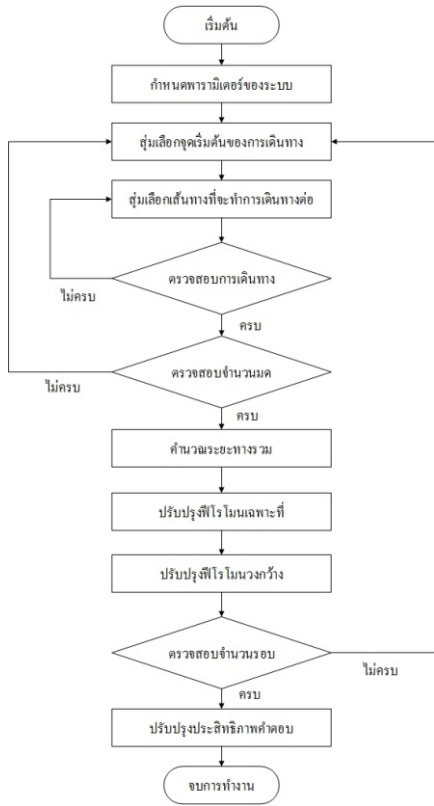 เริ่มต้น
กำหนดพารามิเตอร์ของระบบ
สุ่มเลือกจุดเริ่มต้นของการเดินทาง
สุ่มเลือกเส้นทางที่จะทำการเดินทางต่อ
ตรวจสอบการเดินทาง
ไม่ครบ
ครบ
ตรวจสอบจำนวนมด
ไม่ครบ
ครบ
คำนวณระยะทางรวม
ปรับปรุงฟีโรโมนเฉพาะที่
ปรับปรุงฟีโรโมนวงกว้าง
ตรวจสอบจำนวนรอบ
ไม่ครบ
ครบ
ปรับปรุงประสิทธิภาพคำตอบ
จบการทำงาน